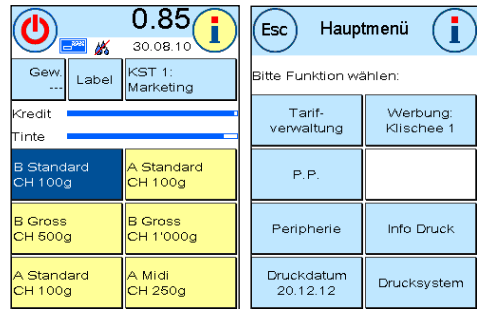 0.85
i
30.08.10
Gew.
---
Label
KST 1:
Marketing
Kredit
Tinte
B Standard
CH 100g
A Standard
CH 100g
B Gross
CH 500g
B Gross
CH 1'000g
A Standard
CH 100g
A Midi
CH 250g
Esc
Hauptmenü
i
Bitte Funktion wählen:
Tarif-
verwaltung
Werbung:
Klischee 1
P.P.
Peripherie
Info Druck
Druckdatum
20.12.12
Drucksystem